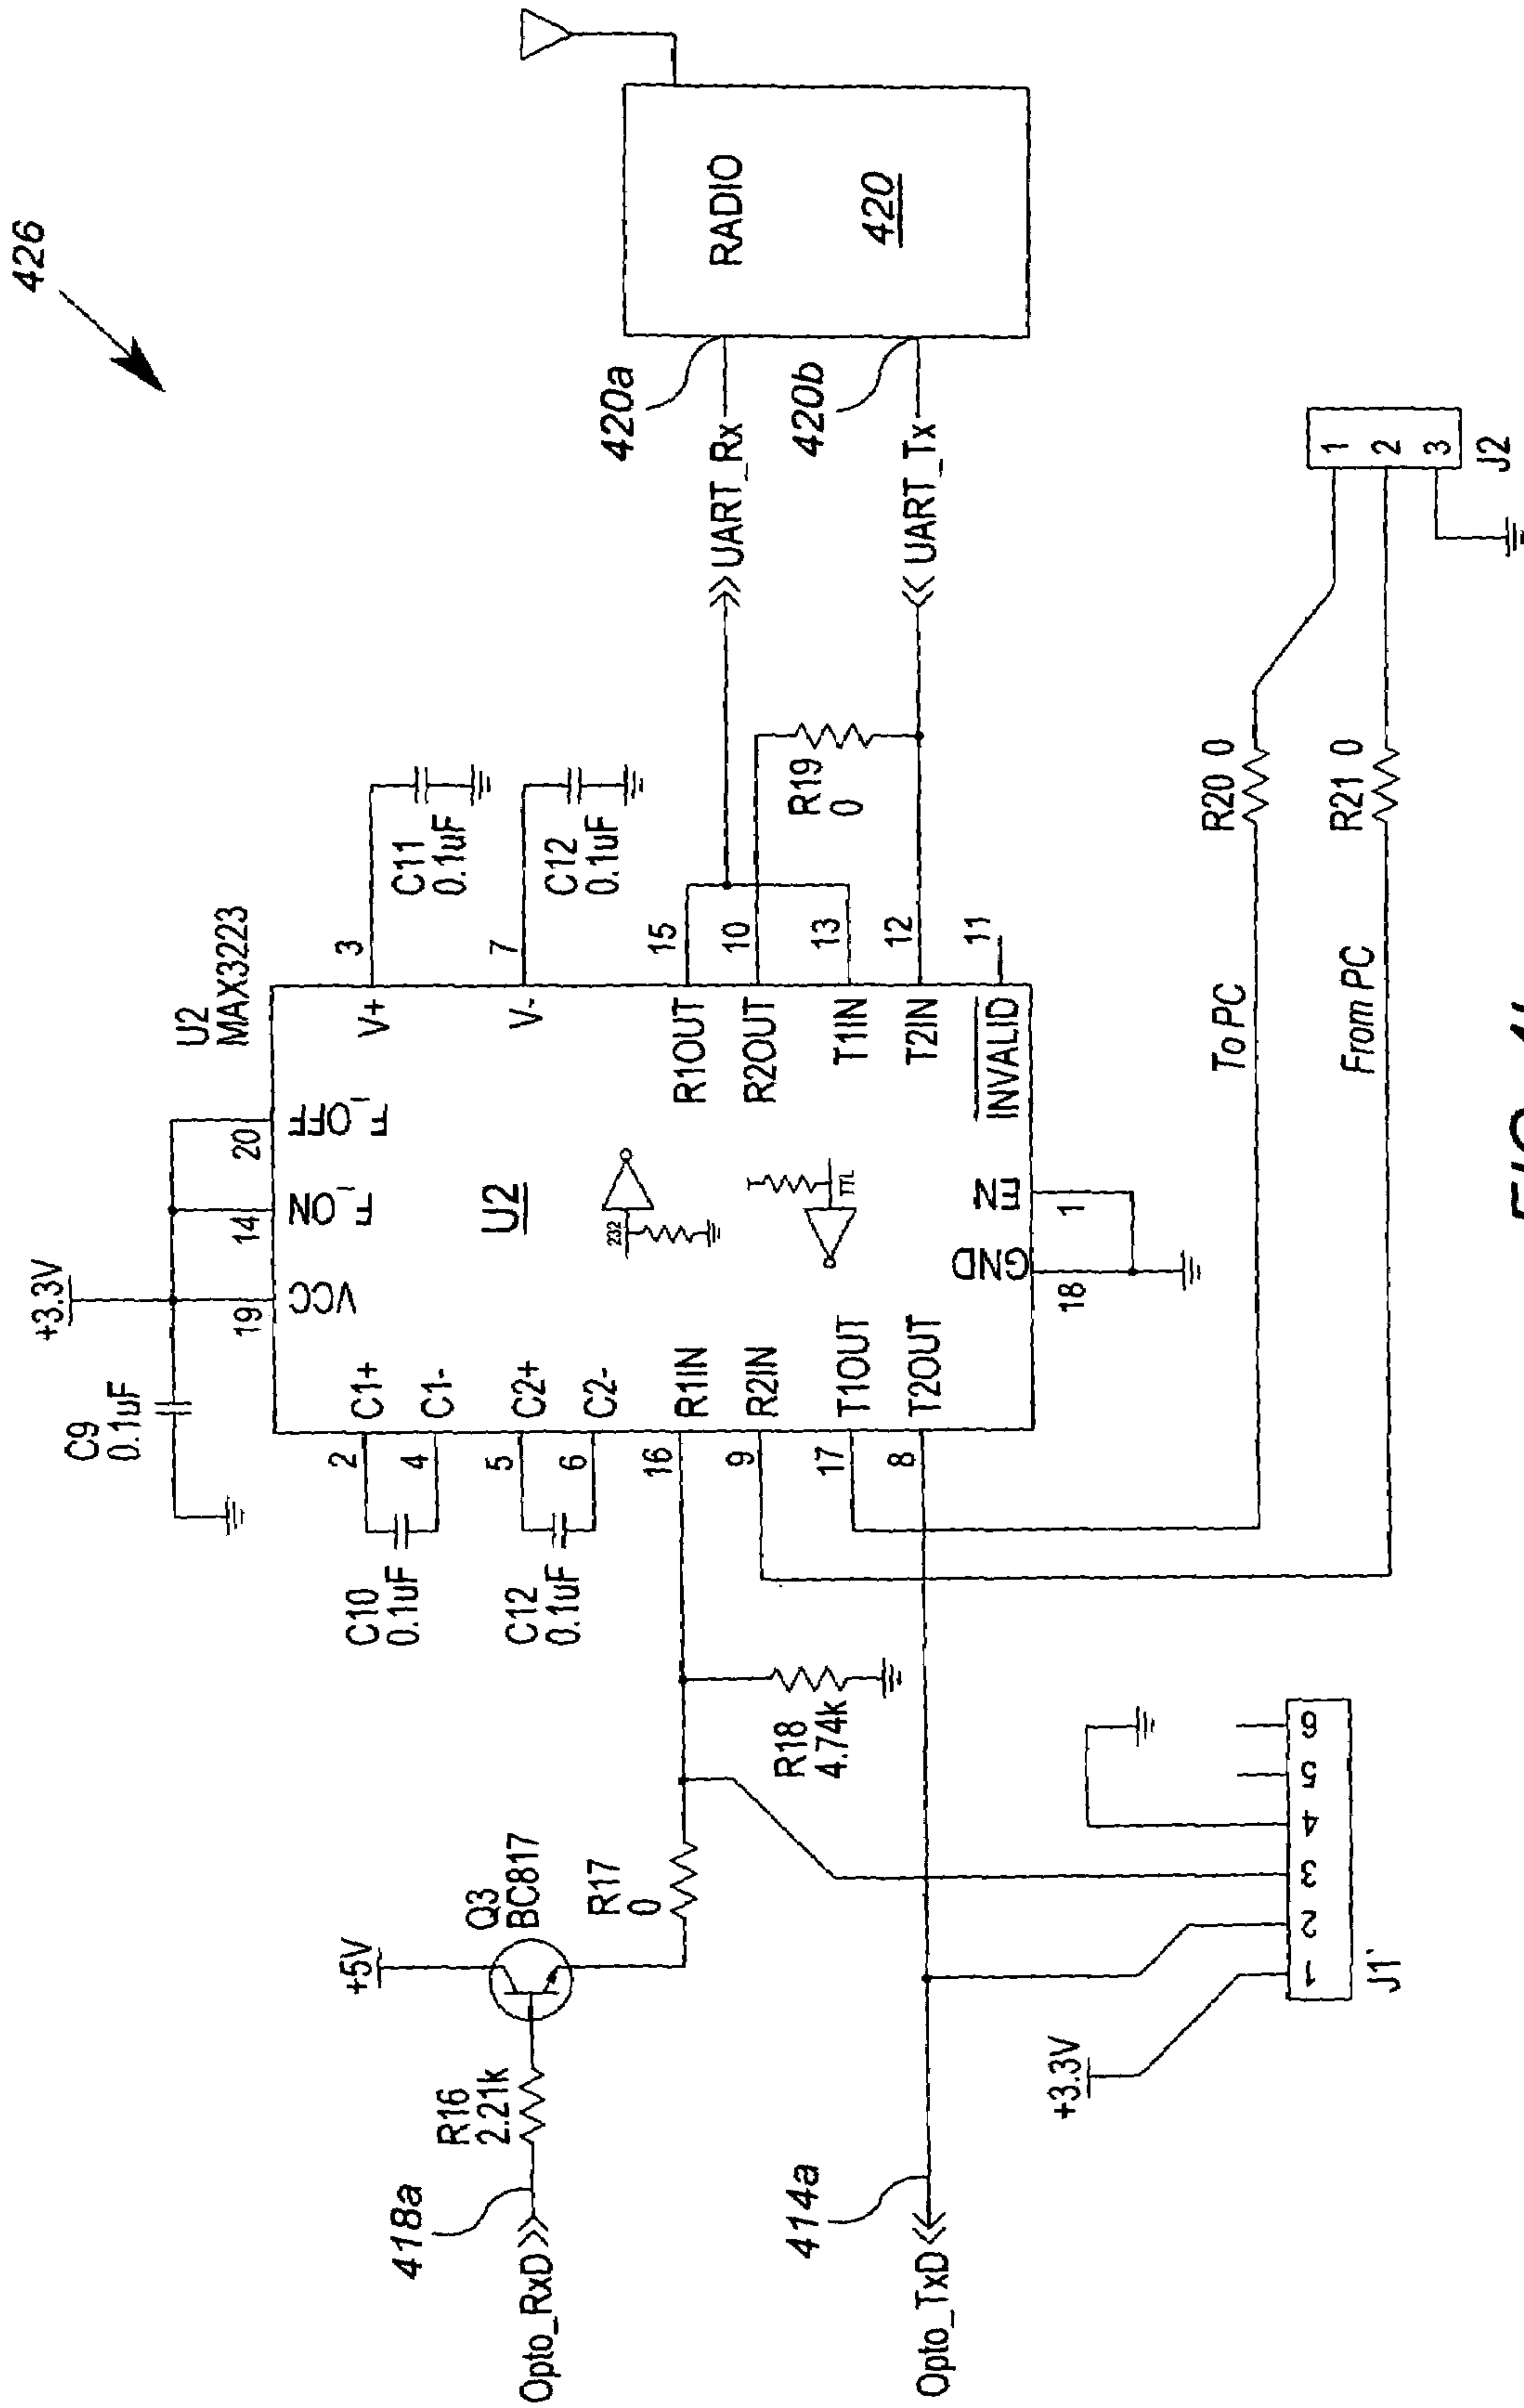 426
+3.3V
C9
0.1uF
U2
MAX3223
19
14
20
VCC
F_ON
F_OFF
C10
0.1uF
2
4
C1+
C1-
V+
3
C11
0.1uF
C12
0.1uF
5
6
C2+
C2-
V-
7
C12
0.1uF
U2
232
TTL
16
R1IN
R1OUT
15
9
R2IN
R2OUT
10
17
T1OUT
T1IN
13
8
T2OUT
T2IN
12
INVALID
11
GND
EN
18
1
Opto_RxD
418a
R16
2.21k
+5V
Q3
BC817
R17
0
R18
4.74k
R19
0
UART_Rx
420a
UART_Tx
420b
RADIO
420
Opto_TxD
414a
+3.3V
1
2
3
4
5
6
J1'
To PC
R20 0
From PC
R21 0
1
2
3
J2